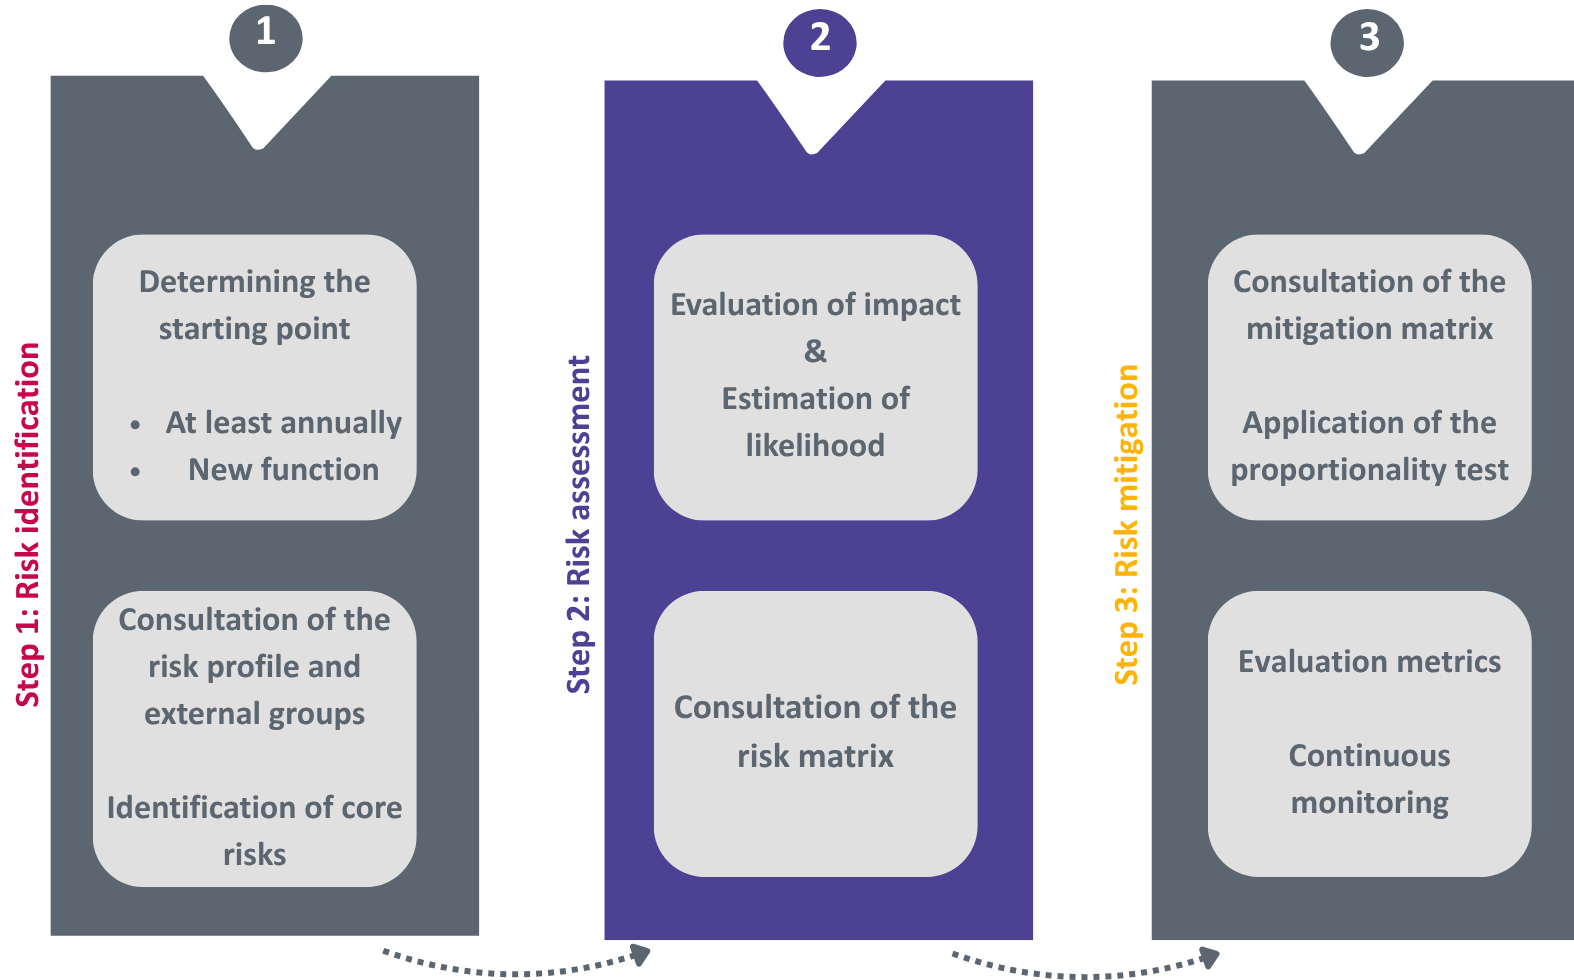 1
Step 1: Risk identification
Determining the
starting point
• At least annually
• New function
Consultation of the
risk profile and
external groups
Identification of core
risks
2
Step 2: Risk assessment
Evaluation of impact
&
Estimation of
likelihood
Consultation of the
risk matrix
3
Step 3: Risk mitigation
Consultation of the
mitigation matrix
Application of the
proportionality test
Evaluation metrics
Continuous
monitoring